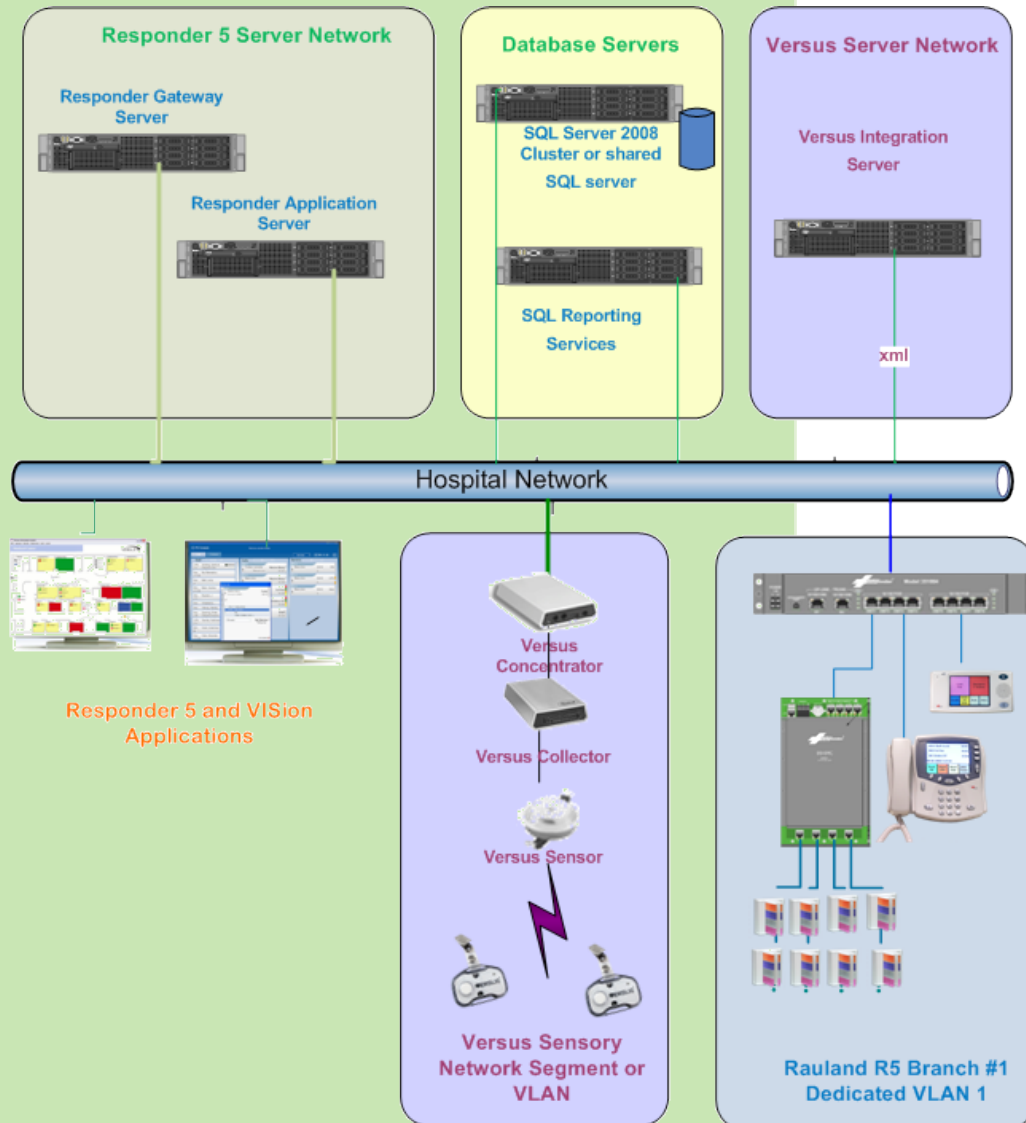 Responder 5 Server Network
Responder Gateway
Server
Responder Application
Server
Database Servers
SQL Server 2008
Cluster or shared
SQL server
SQL Reporting
Services
Versus Server Network
Versus Integration
Server
xml
Hospital Network
Responder 5 and VISion
Applications
Versus
Concentrator
Versus Collector
Versus Sensor
Versus Sensory
Network Segment or
VLAN
Rauland R5 Branch #1
Dedicated VLAN 1